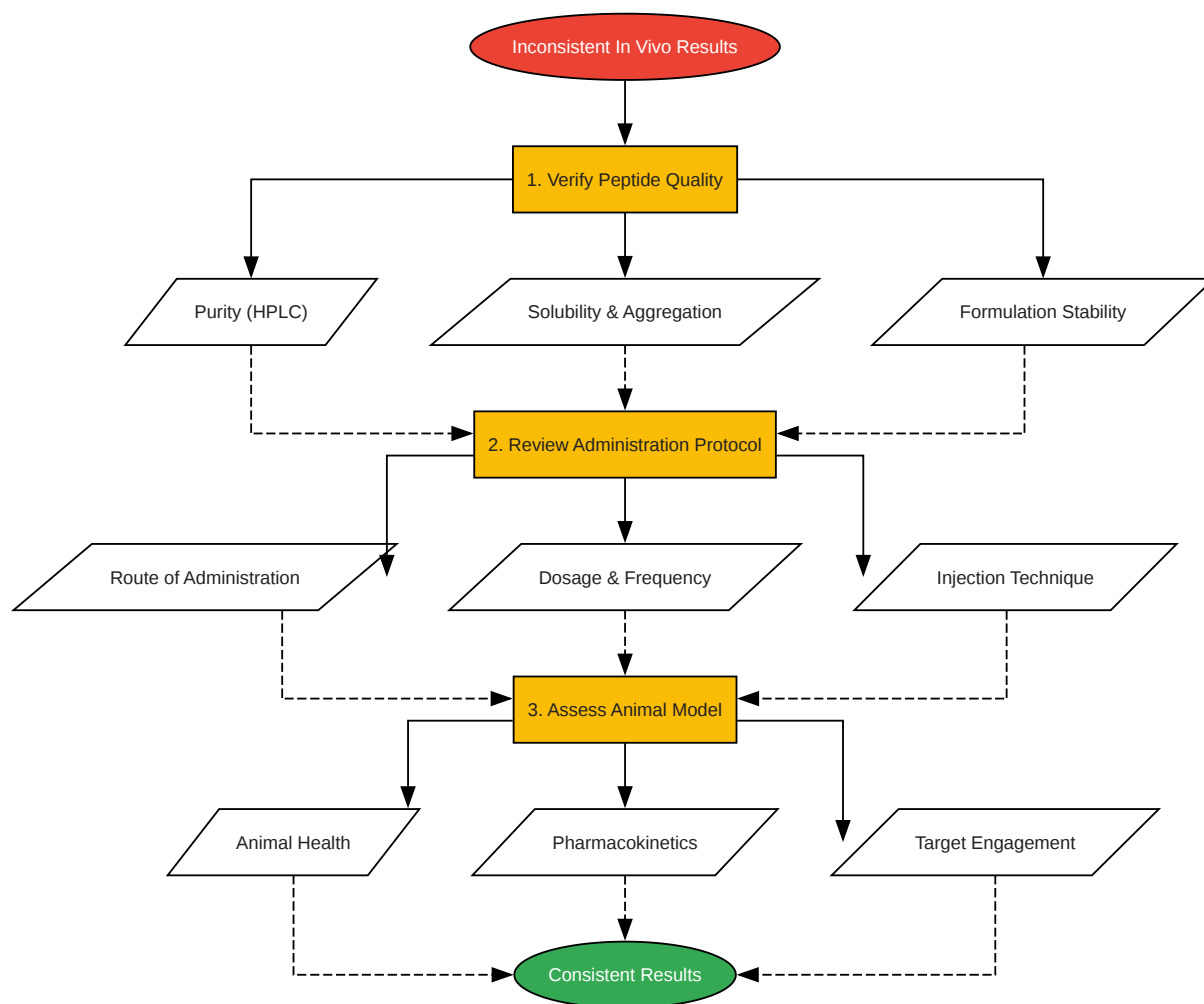 Inconsistent In Vivo Results
1. Verify Peptide Quality
Purity (HPLC)
Solubility & Aggregation
Formulation Stability
2. Review Administration Protocol
Route of Administration
Dosage & Frequency
Injection Technique
3. Assess Animal Model
Animal Health
Pharmacokinetics
Target Engagement
Consistent Results